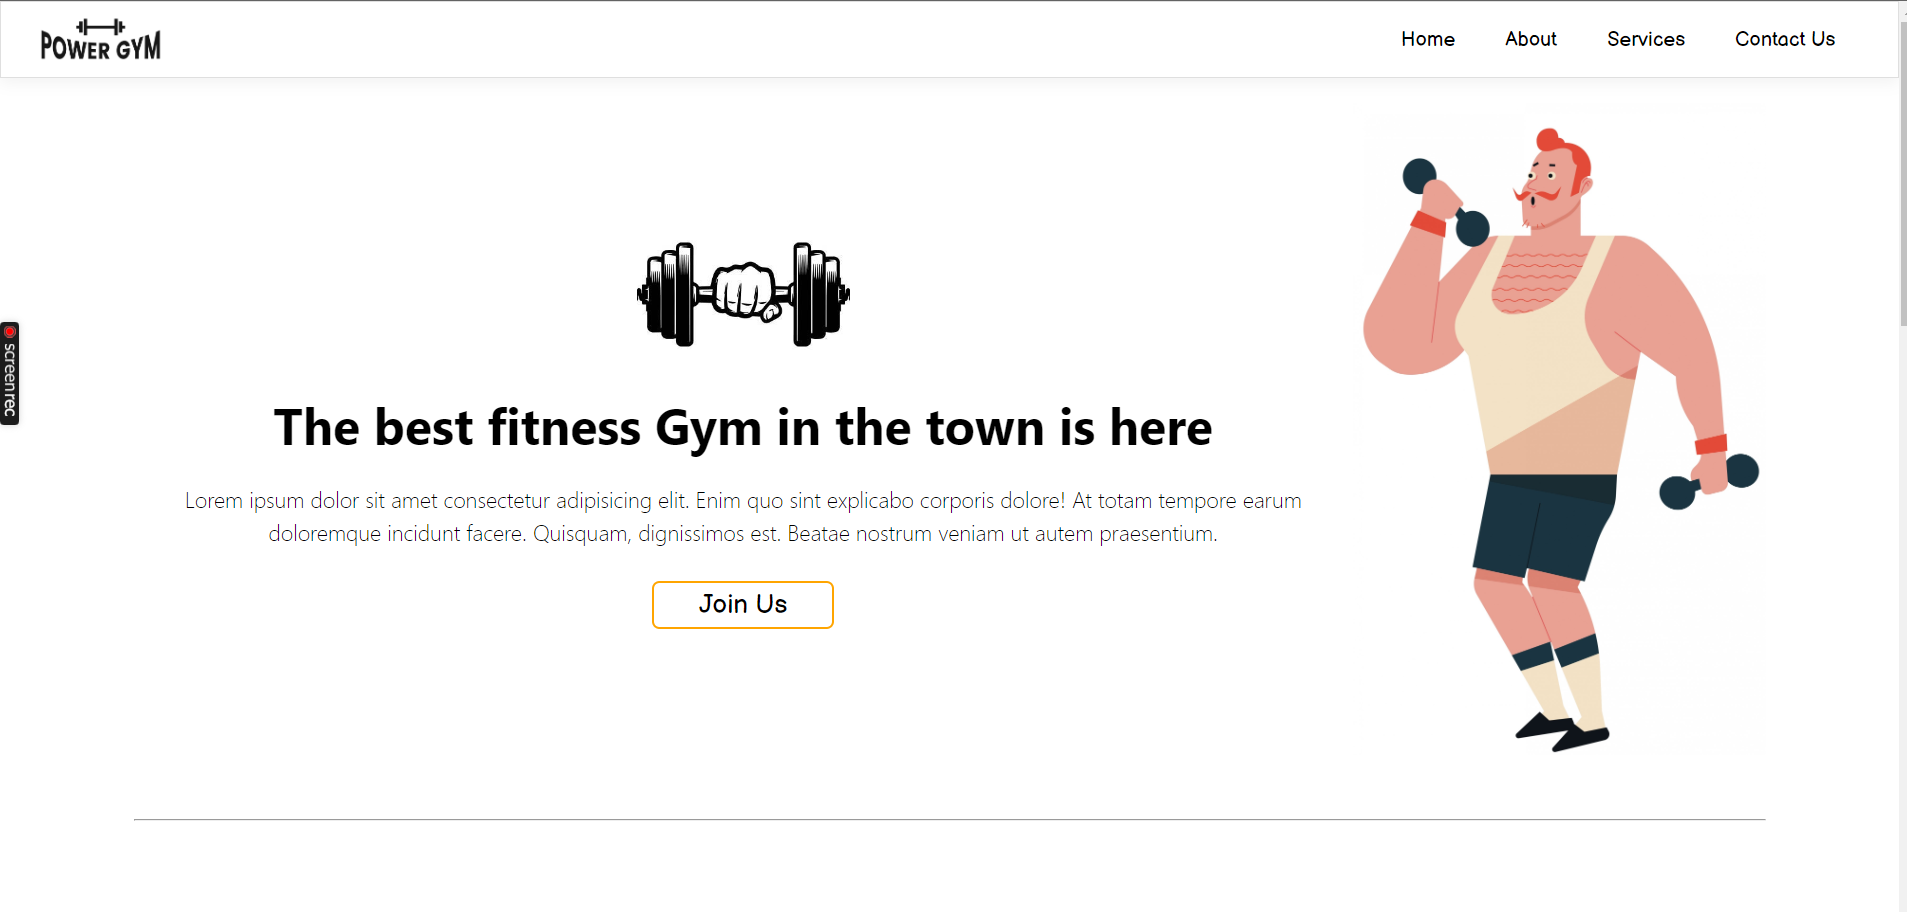 POWER GYM
Home
About
Services
Contact Us
screenrec
The best fitness Gym in the town is here
Lorem ipsum dolor sit amet consectetur adipisicing elit. Enim quo sint explicabo corporis dolore! At totam tempore earum
doloremque incidunt facere. Quisquam, dignissimos est. Beatae nostrum veniam ut autem praesentium.
Join Us